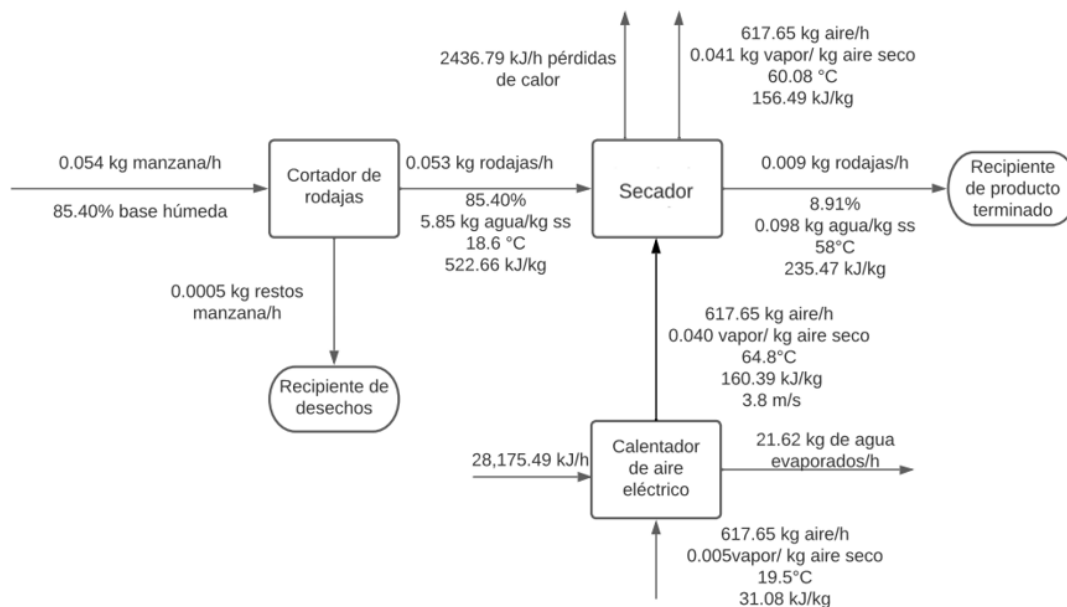 2436.79 kJ/h pérdidas
de calor
617.65 kg aire/h
0.041 kg vapor/ kg aire seco
60.08 °C
156.49 kJ/kg
0.054 kg manzana/h
85.40% base húmeda
Cortador de
rodajas
0.053 kg rodajas/h
85.40%
5.85 kg agua/kg ss
18.6 °C
522.66 kJ/kg
Secador
0.009 kg rodajas/h
8.91%
0.098 kg agua/kg ss
58°C
235.47 kJ/kg
Recipiente
de producto
terminado
0.0005 kg restos
manzana/h
Recipiente de
desechos
617.65 kg aire/h
0.040 vapor/ kg aire seco
64.8°C
160.39 kJ/kg
3.8 m/s
28,175.49 kJ/h
Calentador
de aire
eléctrico
21.62 kg de agua
evaporados/h
617.65 kg aire/h
0.005vapor/ kg aire seco
19.5°C
31.08 kJ/kg